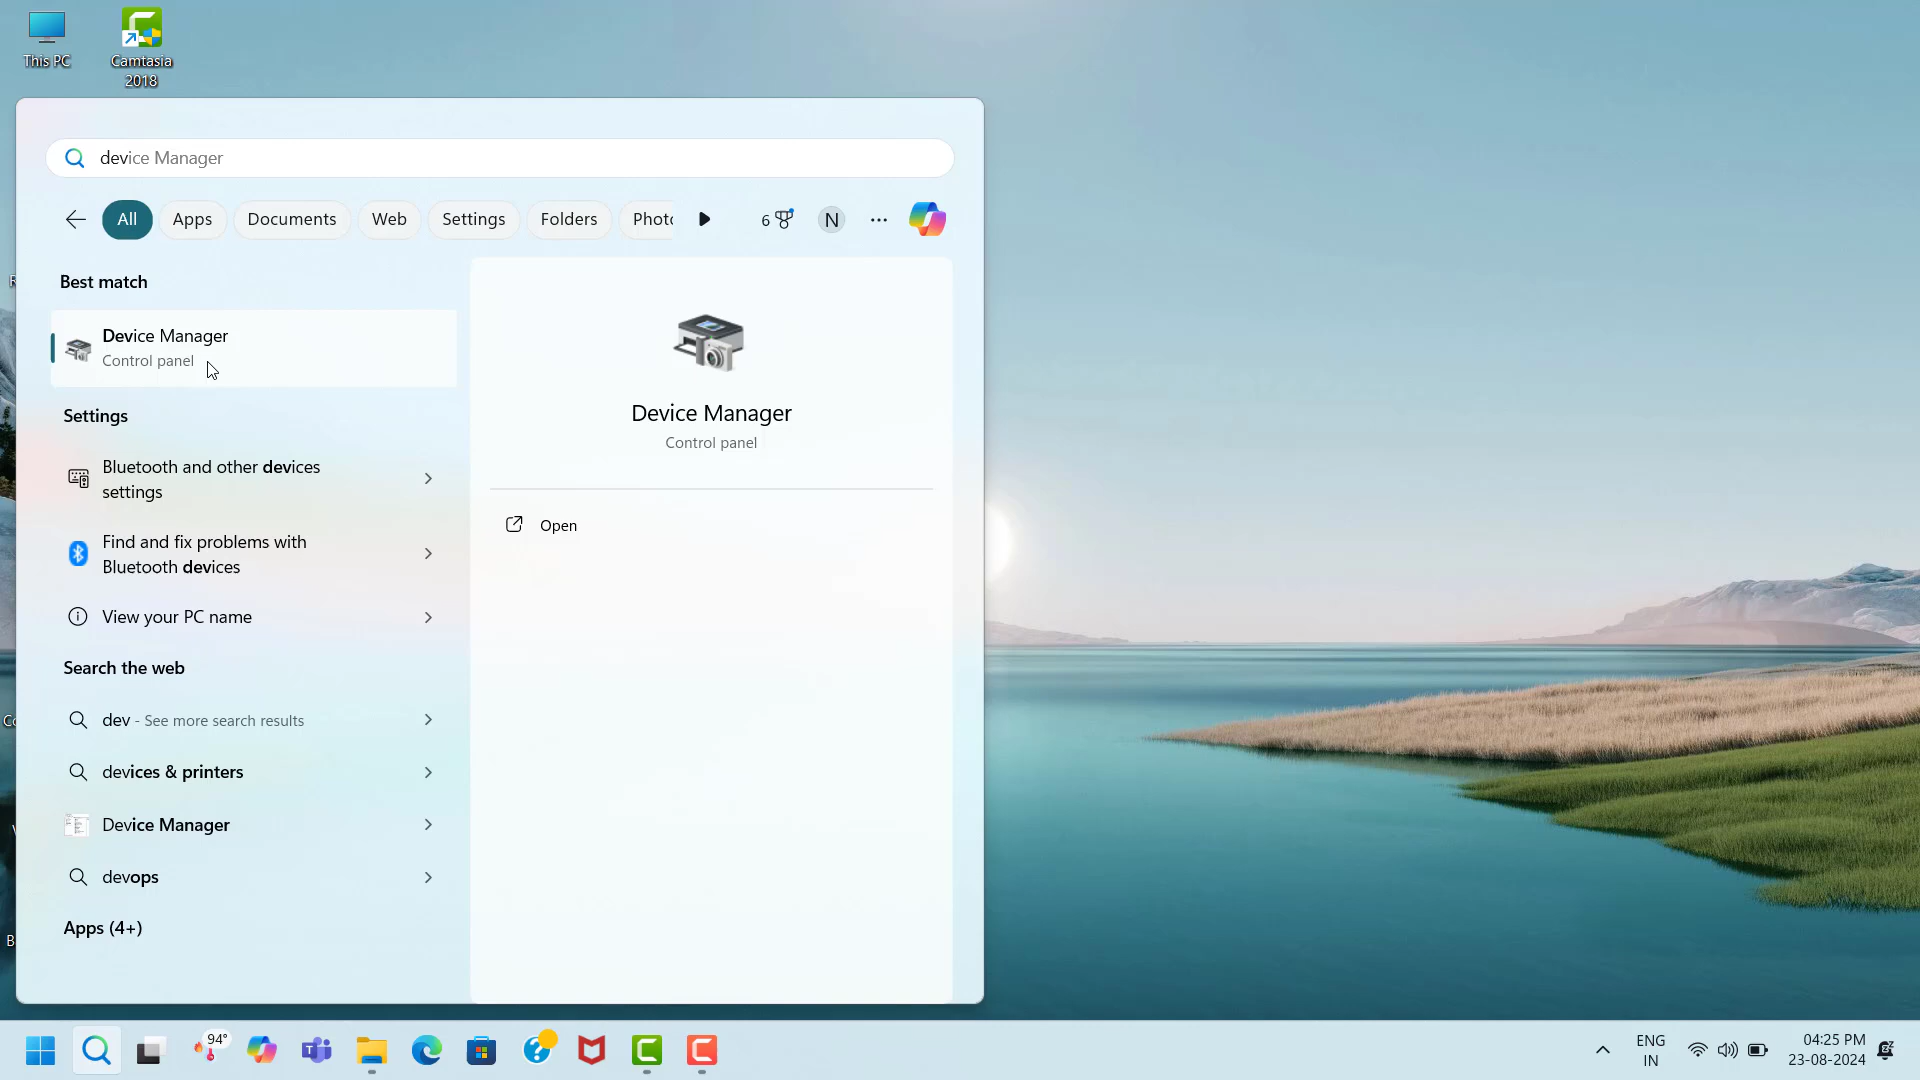 This PC
Camtasia
2018
device Manager
All
Apps
Documents
Web
Settings
Folders
Photo
6
N
Best match
Device Manager
Control panel
Settings
Bluetooth and other devices
settings
Find and fix problems with
Bluetooth devices
View your PC name
Search the web
dev - See more search results
devices & printers
Device Manager
devops
Apps (4+)
Device Manager
Control panel
Open
94°
ENG
IN
04:25 PM
23-08-2024